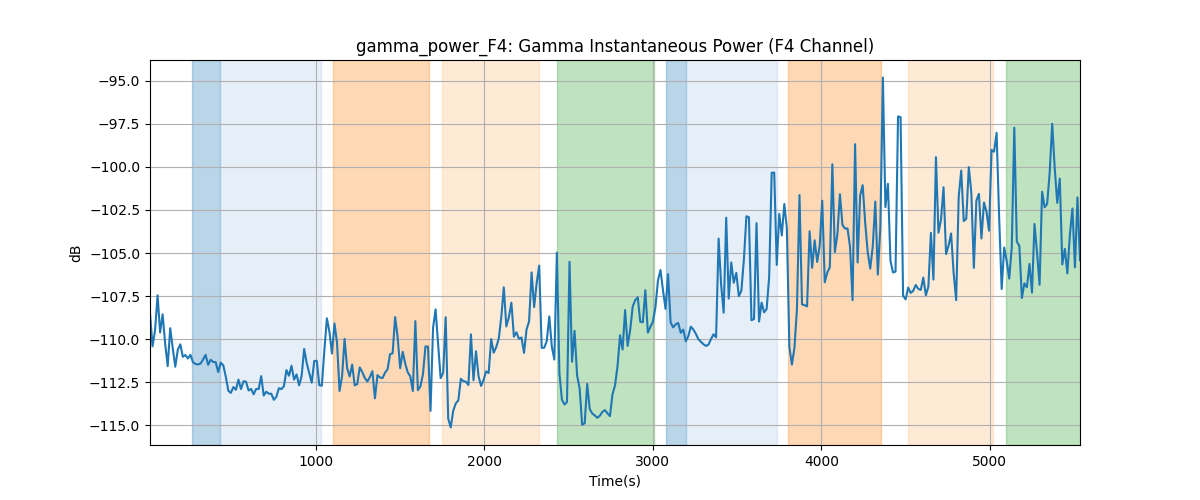 gamma_power_F4: Gamma Instantaneous Power (F4 Channel)
−95.0
−97.5
−100.0
−102.5
−105.0
−107.5
−110.0
−112.5
−115.0
dB
1000 2000 3000 4000 5000
Time(s)